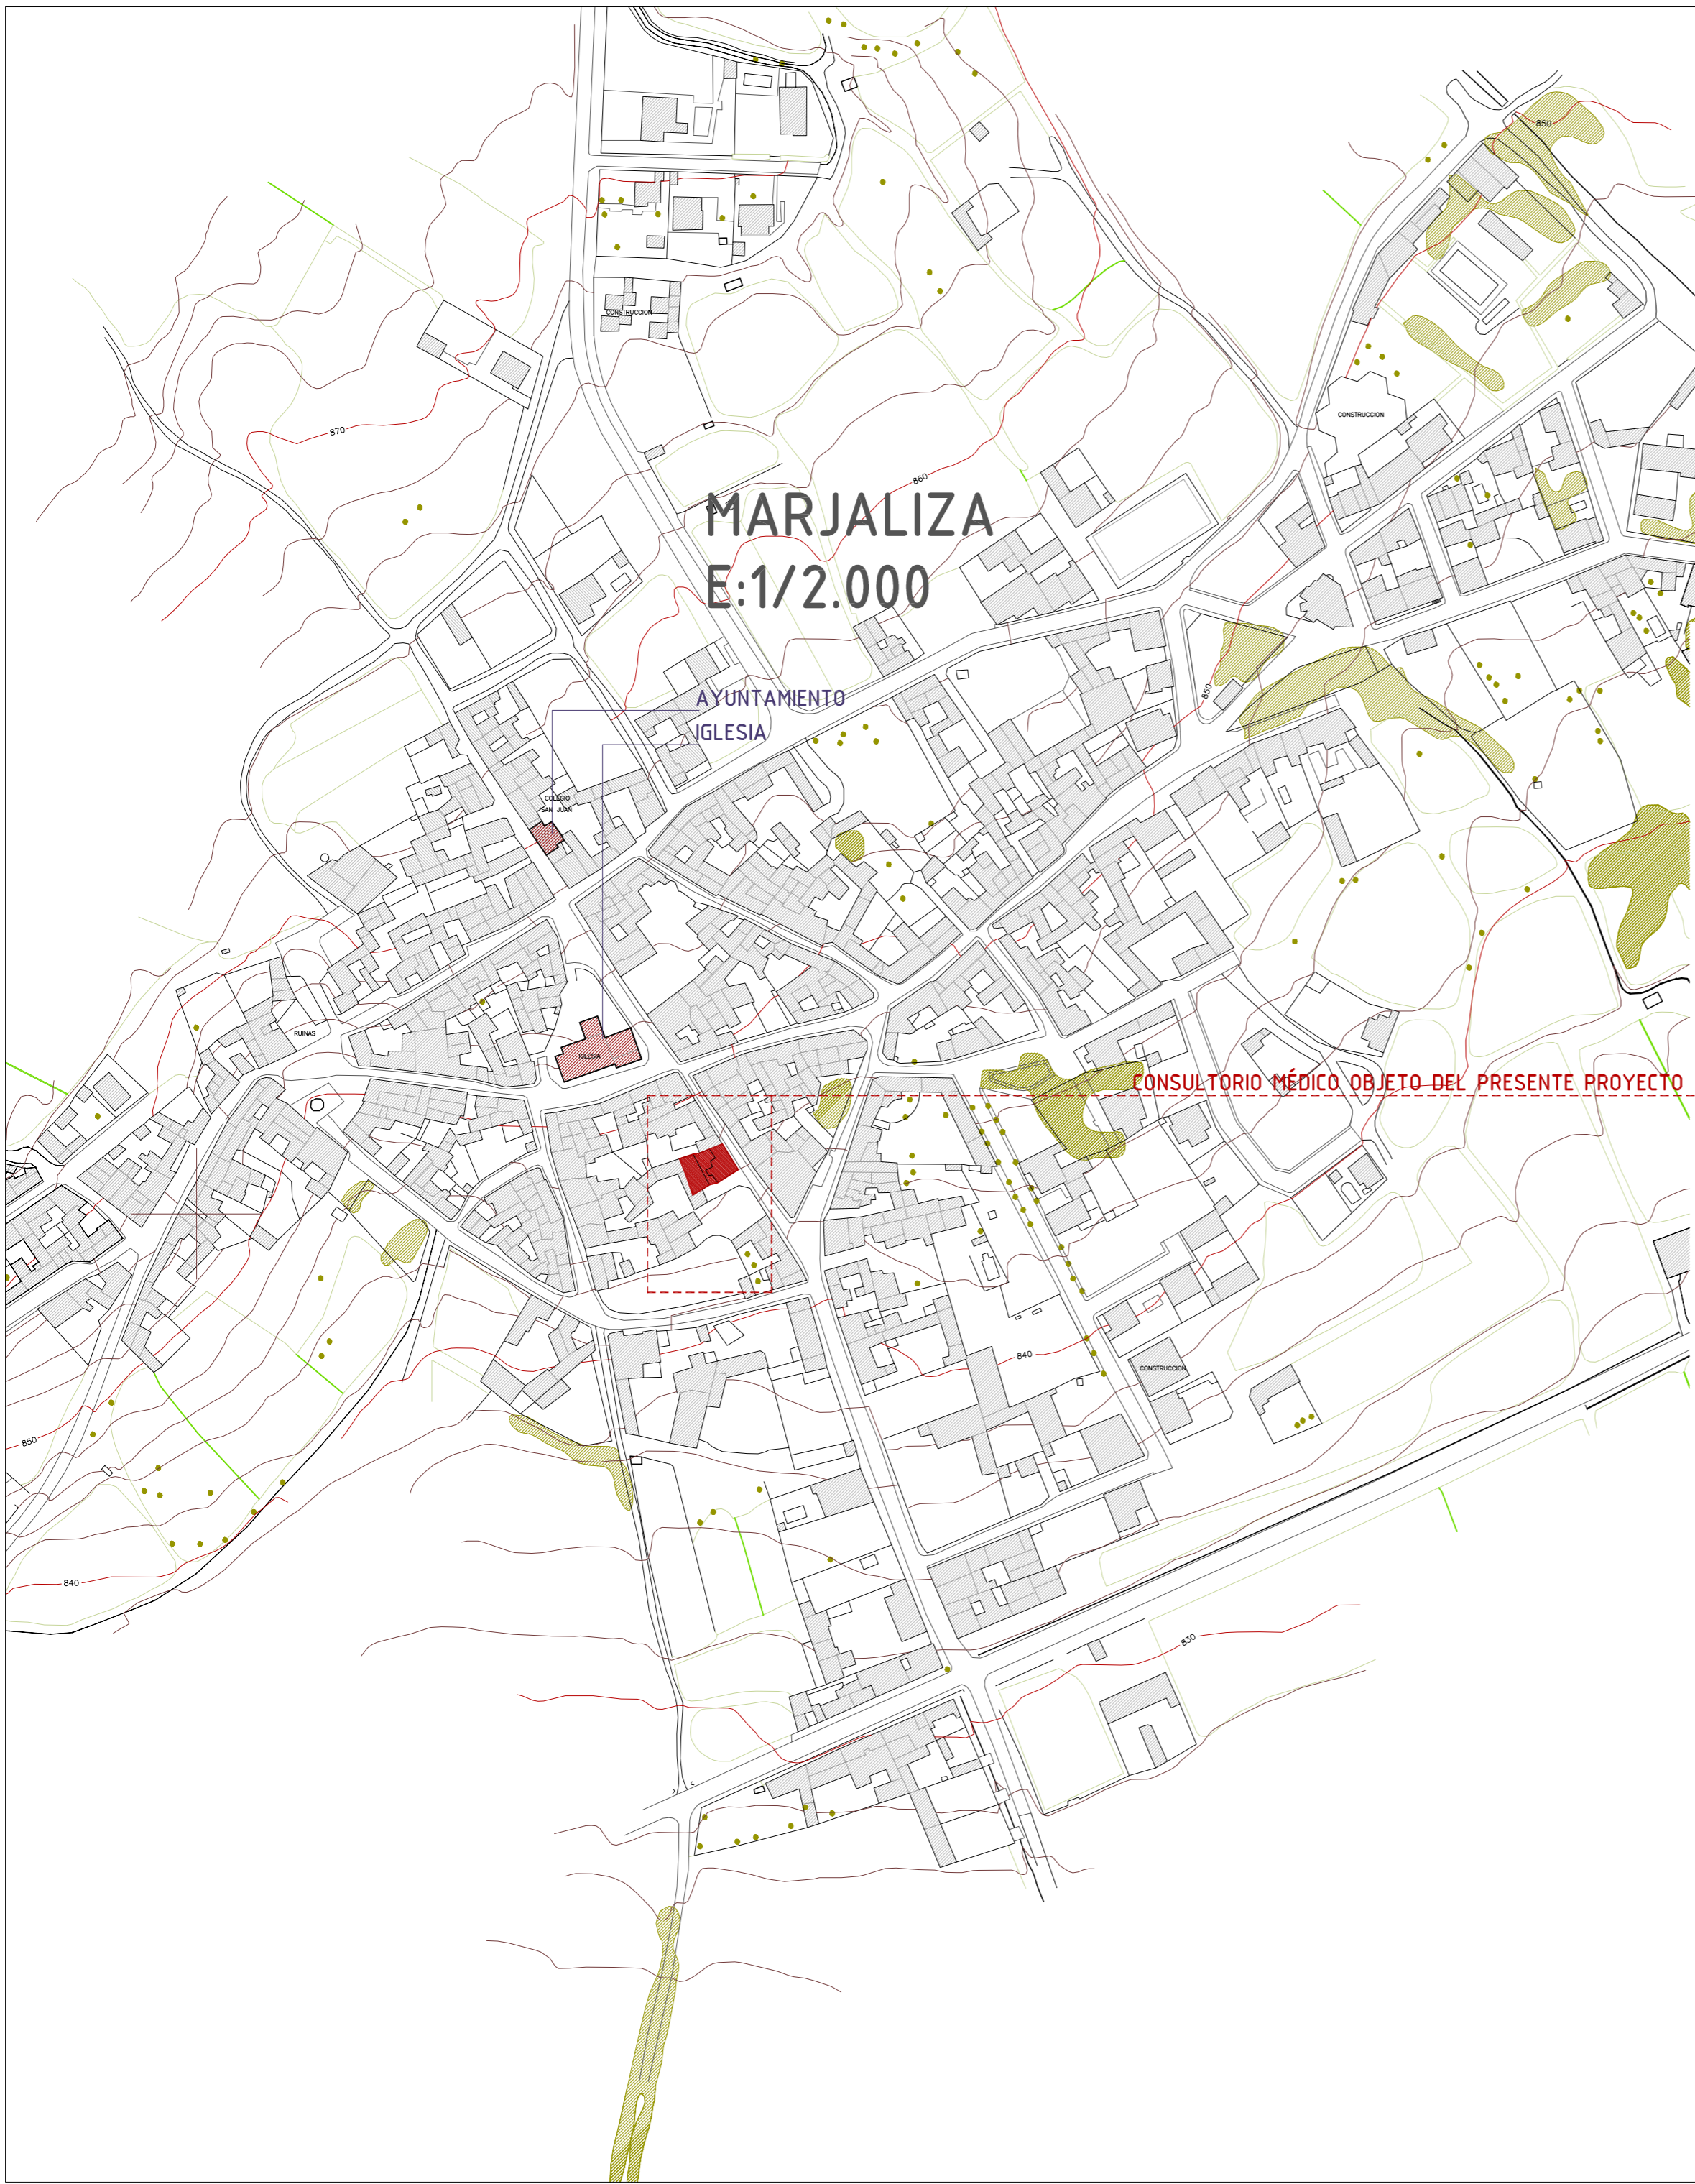 850
CONSTRUCCION
870
CONSTRUCCION
860
MARJALIZA
E:1/2.000
AYUNTAMIENTO
850
IGLESIA
COLEGIO
SAN JUAN
RUINAS
IGLESIA
CONSULTORIO MÉDICO OBJETO DEL PRESENTE PROYECTO
840
CONSTRUCCION
850
840
830